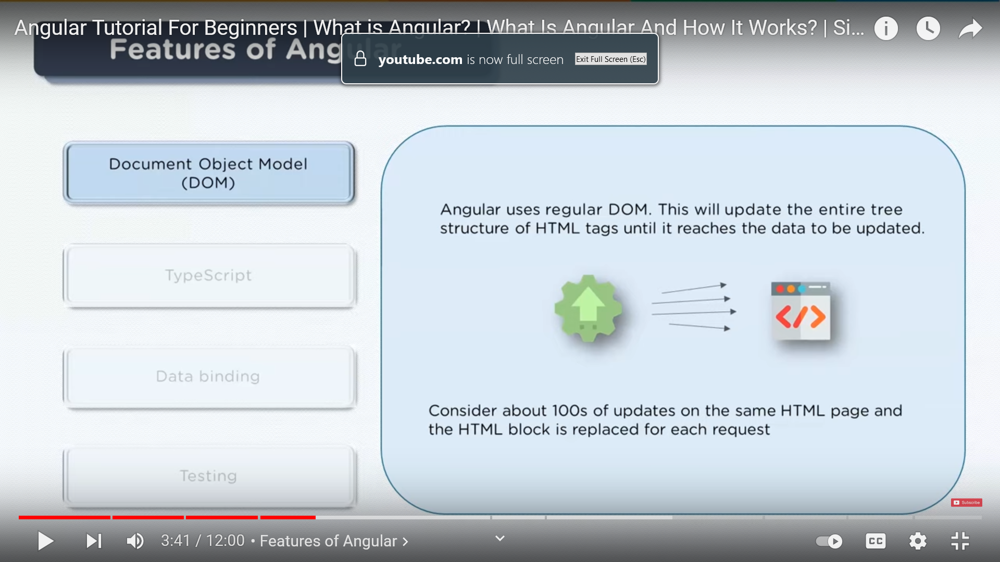 Angular Tutorial For Beginners | What is Angular? | What Is Angular And How It Works? | Si...
Features of Angular
youtube.com is now full screen
Exit Full Screen (Esc)
Document Object Model
(DOM)
TypeScript
Data binding
Testing
Angular uses regular DOM. This will update the entire tree
structure of HTML tags until it reaches the data to be updated.
</>
Consider about 100s of updates on the same HTML page and
the HTML block is replaced for each request
Subscribe
3:41 / 12:00 • Features of Angular >
CC